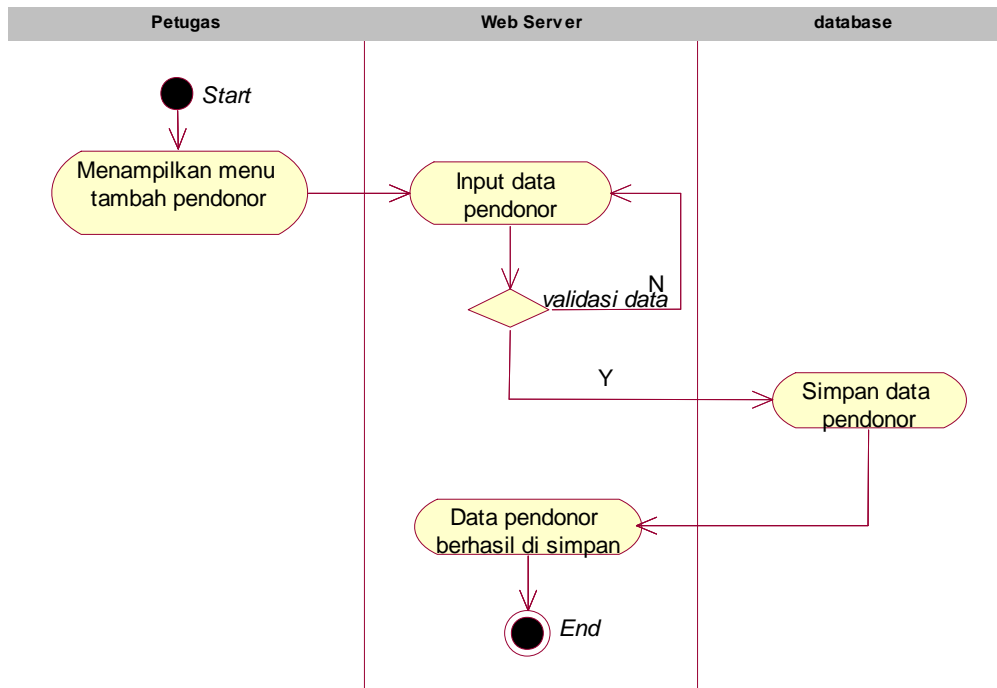 Petugas
Web Server
database
Start
Menampilkan menu
tambah pendonor
Input data
pendonor
N
validasi data
Y
Simpan data
pendonor
Data pendonor
berhasil di simpan
End